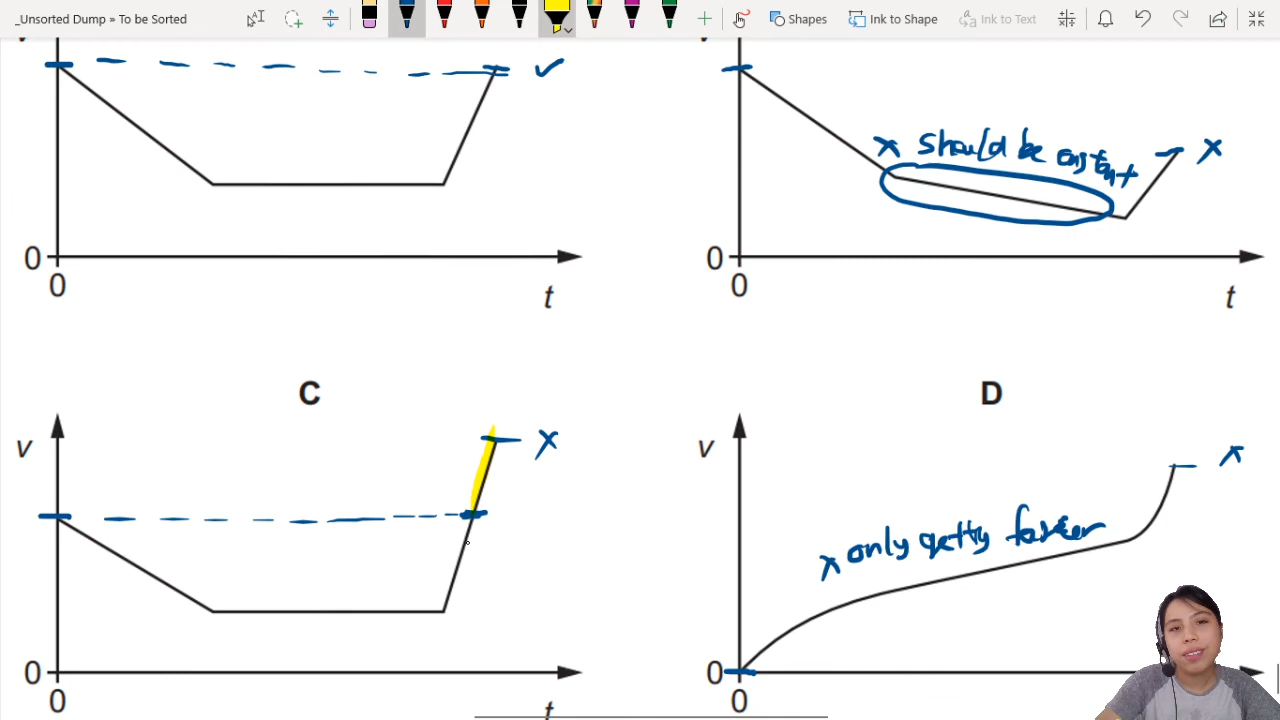 _Unsorted Dump » To be Sorted
Shapes
Ink to Shape
Ink to Text
v
v
✓
x should be constant
x
0
0
0
t
0
t
C
D
v
x
v
x
x only getty faster
0
0
0
t
0